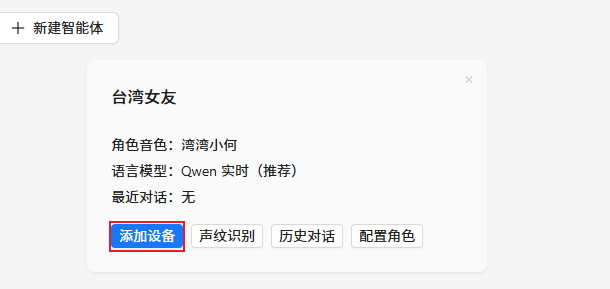 + 新建智能体
×
台湾女友
角色音色：湾湾小何
语言模型：Qwen 实时（推荐）
最近对话：无
添加设备 声纹识别 历史对话 配置角色